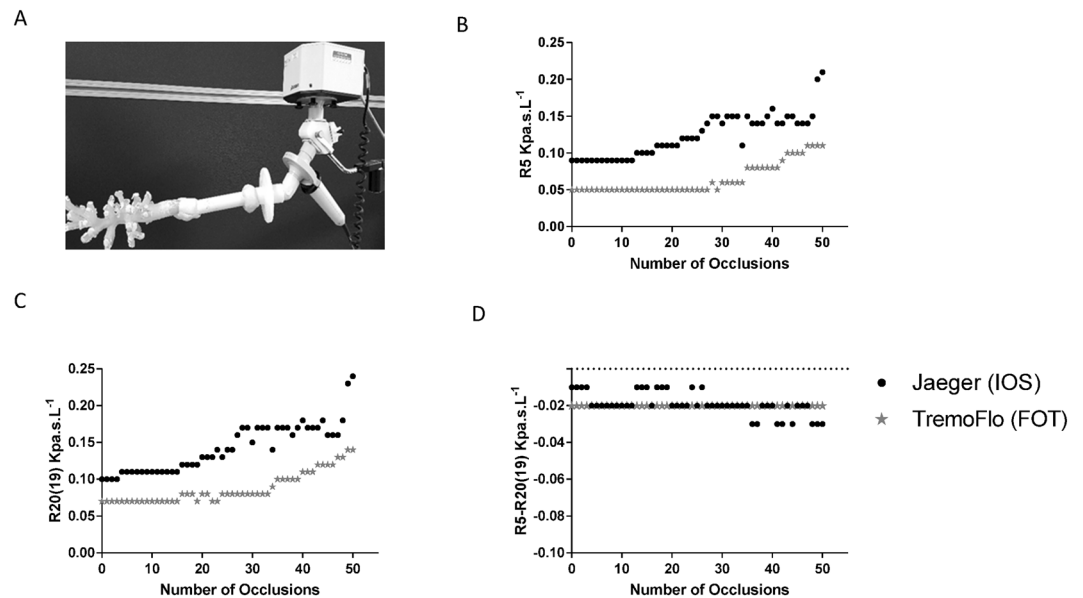 A
B
0.25
0.20
0.15
0.10
0.05
0.00
R5 Kpa.s.L-1
0 10 20 30 40 50
Number of Occlusions
C
0.25
0.20
0.15
0.10
0.05
0.00
R20(19) Kpa.s.L-1
0 10 20 30 40 50
Number of Occlusions
D
-0.02
-0.04
-0.06
-0.08
-0.10
R5-R20(19) Kpa.s.L-1
0 10 20 30 40 50
Number of Occlusions
Jaeger (IOS)
TremoFlo (FOT)